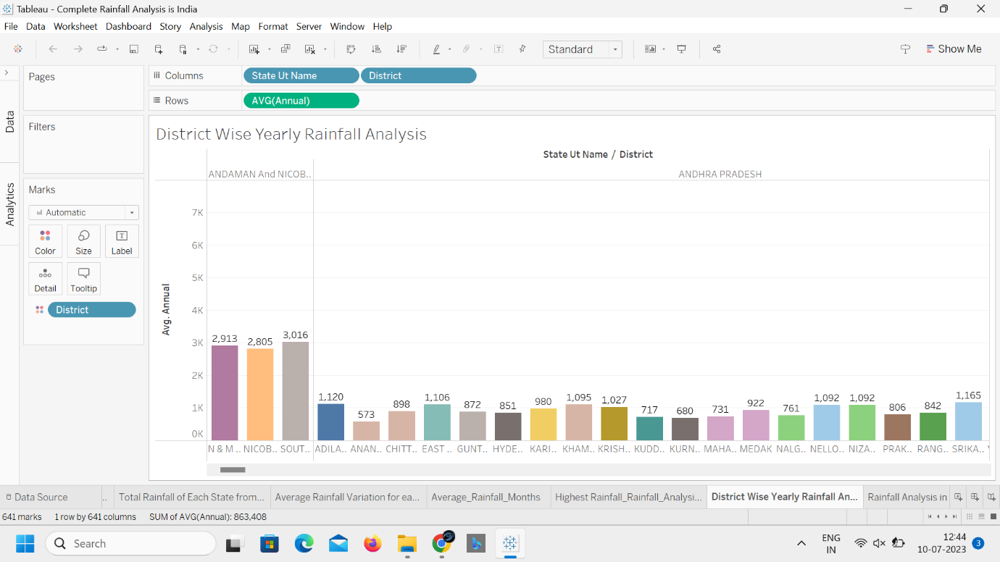 Tableau - Complete Rainfall Analysis is India
File Data Worksheet Dashboard Story Analysis Map Format Server Window Help
Standard
Show Me
Pages
Columns
State Ut Name
District
Rows
AVG(Annual)
Data
Filters
Analytics
Marks
Automatic
Color
Size
Label
Detail
Tooltip
District
District Wise Yearly Rainfall Analysis
State Ut Name / District
ANDAMAN And NICOB..
ANDHRA PRADESH
Avg. Annual
7K
6K
5K
4K
3K
2K
1K
0K
2,913 2,805 3,016
1,120 573 898 1,106 872 851 980 1,095 1,027 717 680 731 922 761 1,092 1,092 806 842 1,165
N & M .. NICOB.. SOUT.. ADILA.. ANAN.. CHITT.. EAST .. GUNT.. HYDE.. KARI.. KHAM.. KRISH.. KUDD.. KURN.. MAHA.. MEDAK NALG.. NELLO.. NIZA.. PRAK.. RANG.. SRIKA..
Data Source
..
Total Rainfall of Each State from...
Average Rainfall Variation for ea...
Average_Rainfall_Months
Highest Rainfall_Rainfall_Analysi...
District Wise Yearly Rainfall An...
Rainfall Analysis in
641 marks 1 row by 641 columns SUM of AVG(Annual): 863,408
Search
ENG
IN
12:44
10-07-2023
3